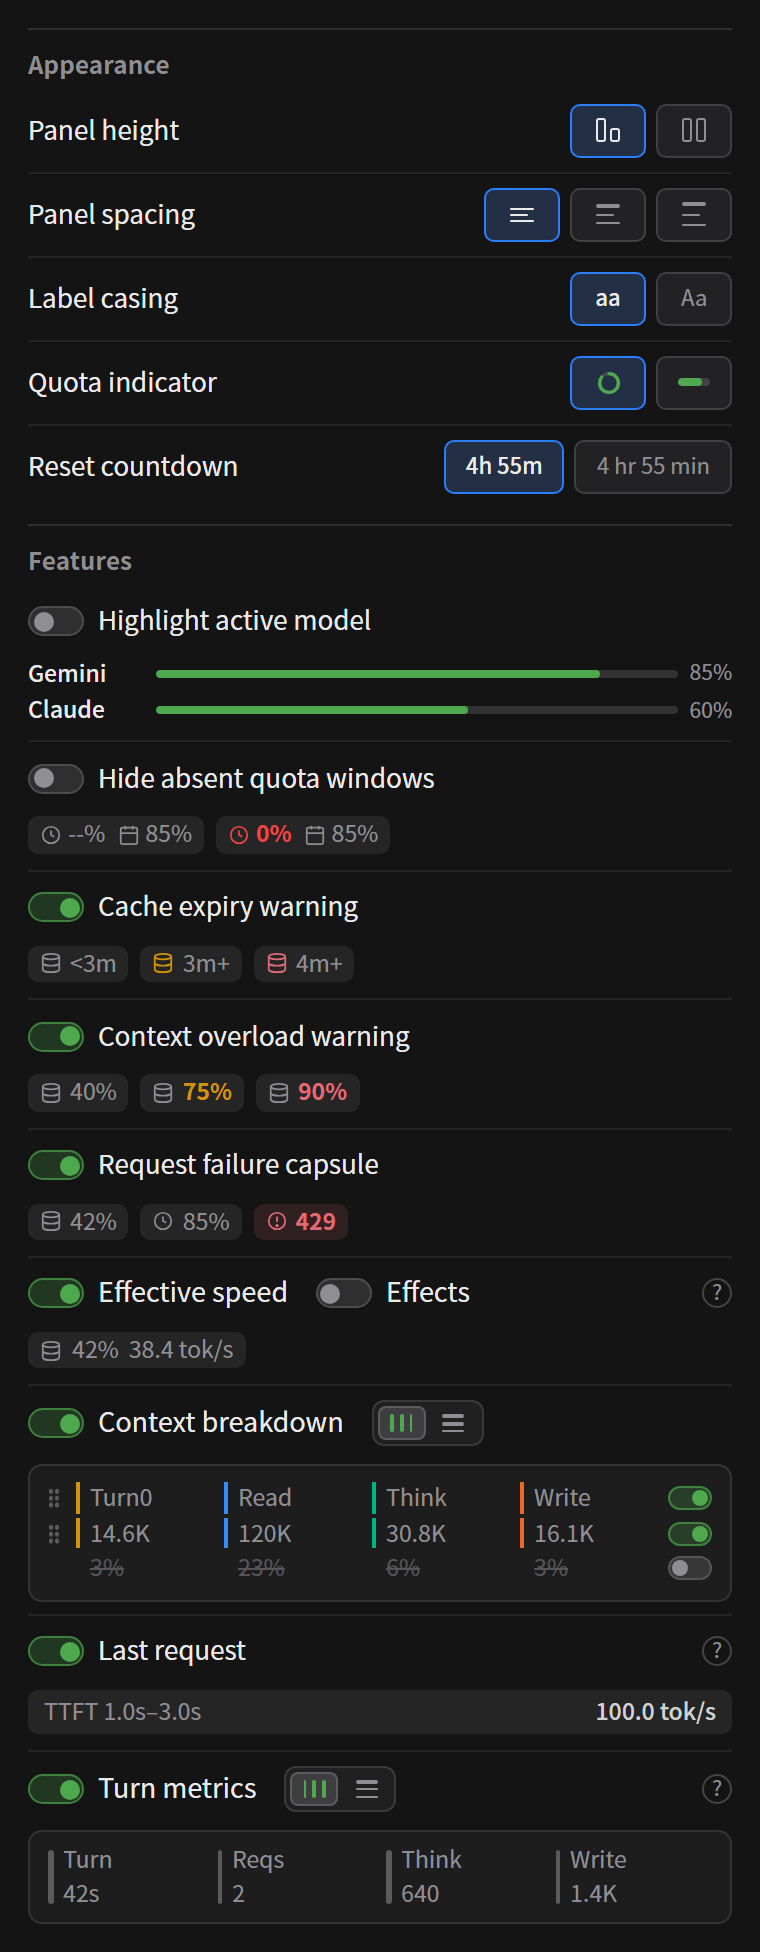 Appearance
Panel height
Panel spacing
Label casing aa Aa
Quota indicator
Reset countdown 4h 55m 4 hr 55 min
Features
Highlight active model
Gemini 85%
Claude 60%
Hide absent quota windows
--% 85% 0% 85%
Cache expiry warning
<3m 3m+ 4m+
Context overload warning
40% 75% 90%
Request failure capsule
42% 85% 429
Effective speed Effects ?
42% 38.4 tok/s
Context breakdown
Turn0 Read Think Write
14.6K 120K 30.8K 16.1K
3% 23% 6% 3%
Last request ?
TTFT 1.0s–3.0s 100.0 tok/s
Turn metrics ?
Turn Reqs Think Write
42s 2 640 1.4K